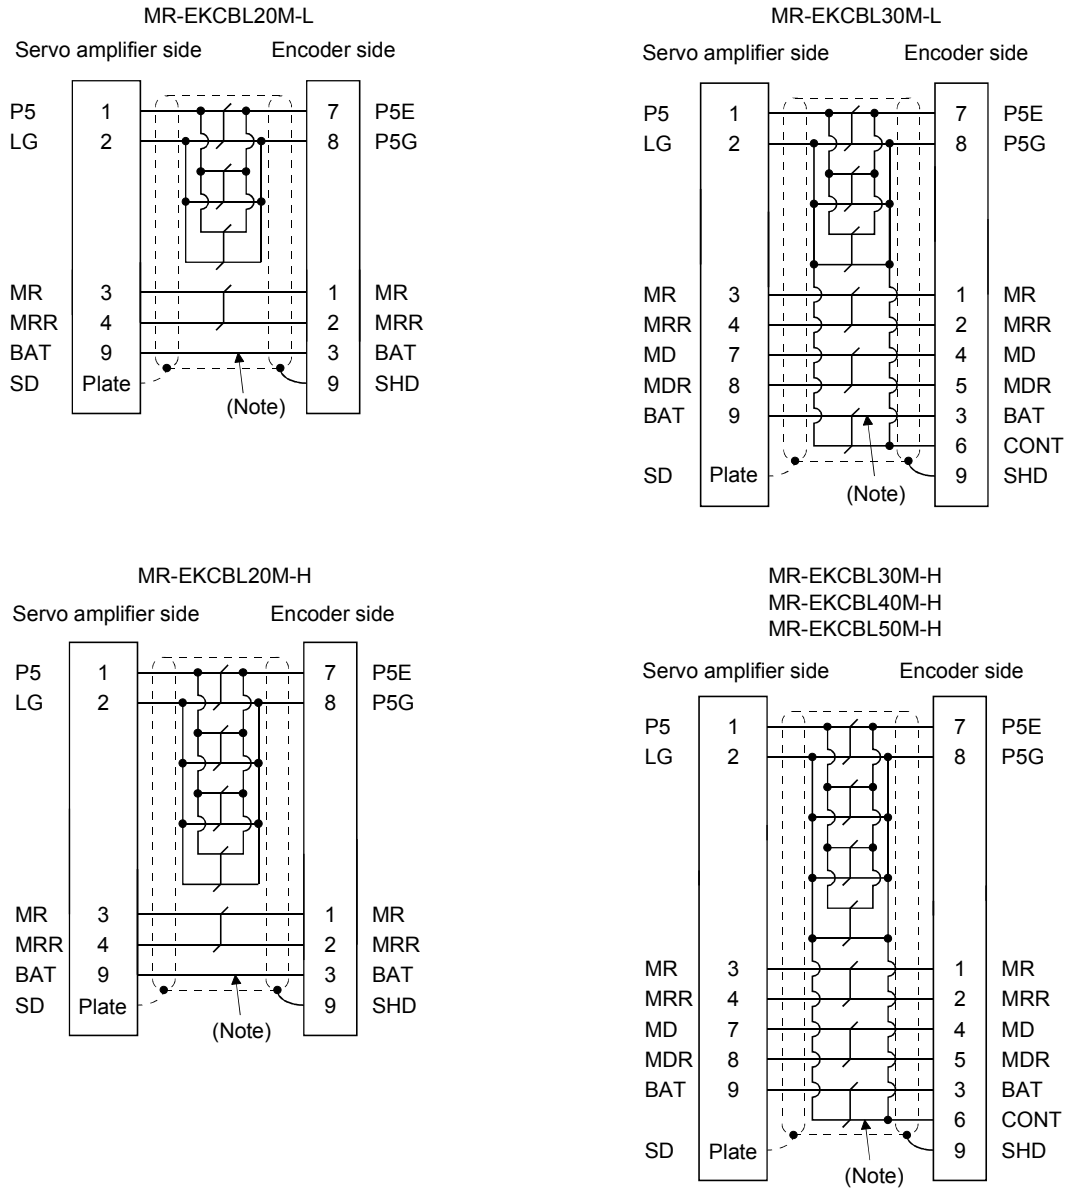 MR-EKCBL20M-L
Servo amplifier side Encoder side
P5 1 7 P5E
LG 2 8 P5G
MR 3 1 MR
MRR 4 2 MRR
BAT 9 3 BAT
SD Plate 9 SHD
(Note)
MR-EKCBL30M-L
Servo amplifier side Encoder side
P5 1 7 P5E
LG 2 8 P5G
MR 3 1 MR
MRR 4 2 MRR
MD 7 4 MD
MDR 8 5 MDR
BAT 9 3 BAT
6 CONT
SD Plate 9 SHD
(Note)
MR-EKCBL20M-H
Servo amplifier side Encoder side
P5 1 7 P5E
LG 2 8 P5G
MR 3 1 MR
MRR 4 2 MRR
BAT 9 3 BAT
SD Plate 9 SHD
(Note)
MR-EKCBL30M-H
MR-EKCBL40M-H
MR-EKCBL50M-H
Servo amplifier side Encoder side
P5 1 7 P5E
LG 2 8 P5G
MR 3 1 MR
MRR 4 2 MRR
MD 7 4 MD
MDR 8 5 MDR
BAT 9 3 BAT
6 CONT
SD Plate 9 SHD
(Note)